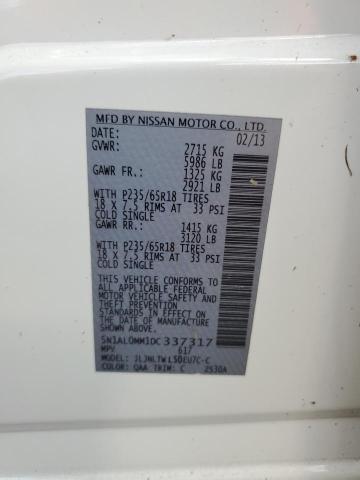 MFD BY NISSAN MOTOR CO., LTD.
DATE: 02/13
GVWR: 2715 KG
5986 LB
GAWR FR.: 1325 KG
2921 LB
WITH P235/65R18 TIRES
18 X 7.5 RIMS AT 33 PSI
COLD SINGLE
GAWR RR.: 1415 KG
3120 LB
WITH P235/65R18 TIRES
18 X 7.5 RIMS AT 33 PSI
COLD SINGLE
THIS VEHICLE CONFORMS TO
ALL APPLICABLE FEDERAL
MOTOR VEHICLE SAFETY
AND THEFT PREVENTION
STANDARDS IN EFFECT ON
THE DATE OF
MANUFACTURE SHOWN ABOVE
5N1AL0MM1DC337317
MPV 617
MODEL: JLJNLTW L50EU7C-C
COLOR: QAA TRIM: C 2530A